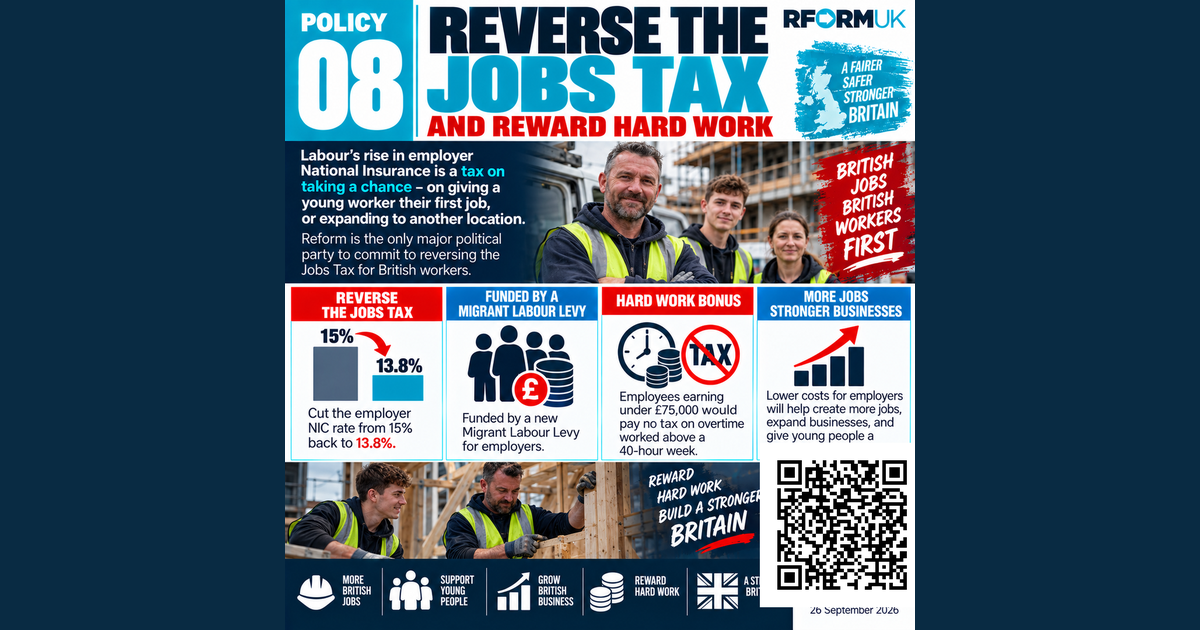 POLICY
08
REVERSE THE
JOBS TAX
AND REWARD HARD WORK
RFORMUK
A FAIRER
SAFER
STRONGER
BRITAIN
Labour's rise in employer
National Insurance is a tax on
taking a chance – on giving a
young worker their first job,
or expanding to another location.
Reform is the only major political
party to commit to reversing the
Jobs Tax for British workers.
BRITISH
JOBS
BRITISH
WORKERS
FIRST
REVERSE
THE JOBS TAX
15%
13.8%
Cut the employer
NIC rate from 15%
back to 13.8%.
FUNDED BY A
MIGRANT LABOUR LEVY
£
Funded by a new
Migrant Labour Levy
for employers.
HARD WORK BONUS
TAX
Employees earning
under £75,000 would
pay no tax on overtime
worked above a
40-hour week.
MORE JOBS
STRONGER BUSINESSES
Lower costs for employers
will help create more jobs,
expand businesses, and
give young people a
REWARD
HARD WORK
BUILD A STRONGER
BRITAIN
MORE
BRITISH
JOBS
SUPPORT
YOUNG
PEOPLE
GROW
BRITISH
BUSINESS
REWARD
HARD WORK
A ST
BRI
26 September 2026